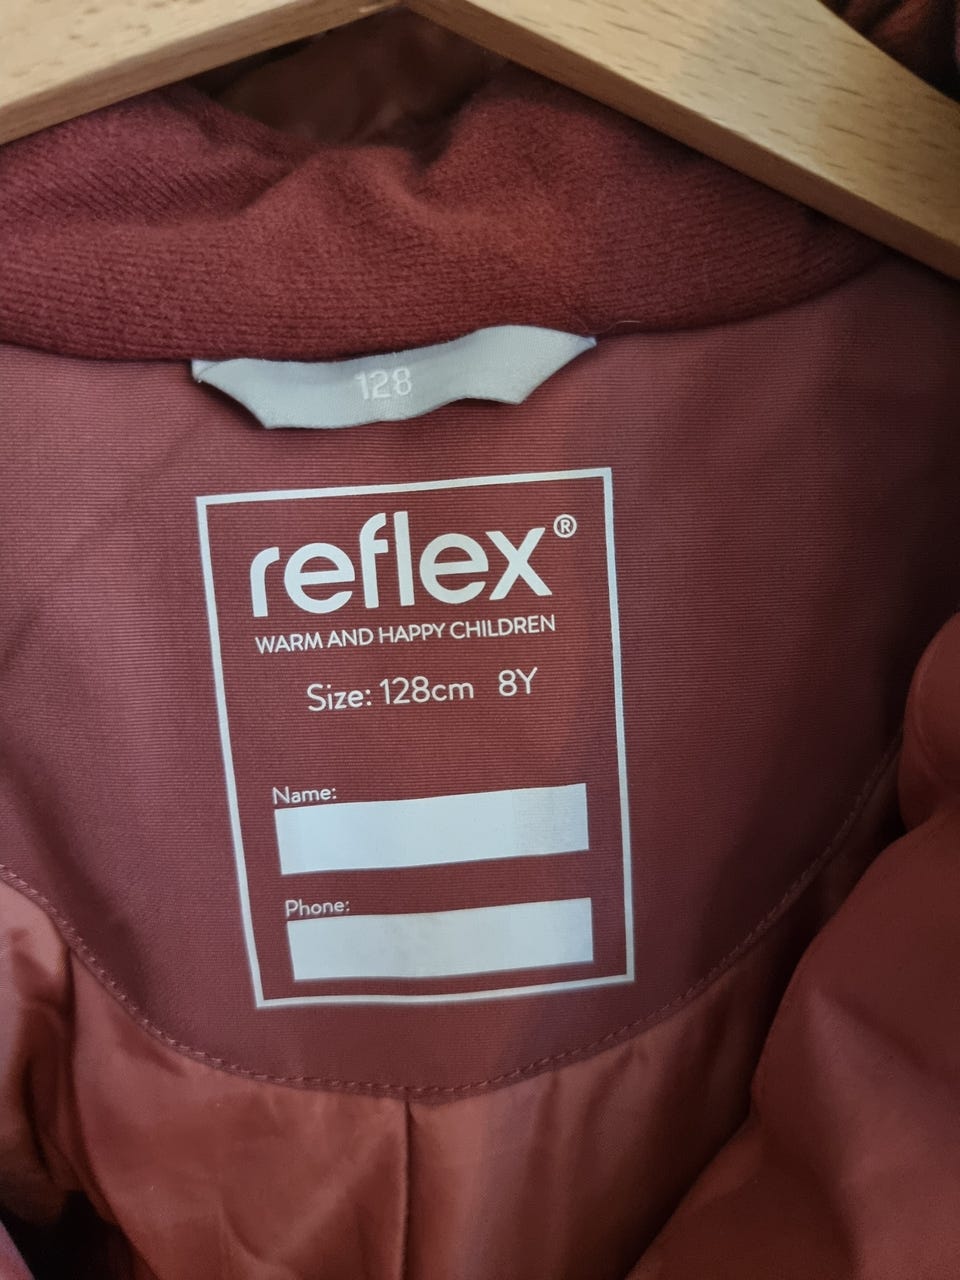 128
reflex®
WARM AND HAPPY CHILDREN
Size: 128cm 8Y
Name:
Phone: